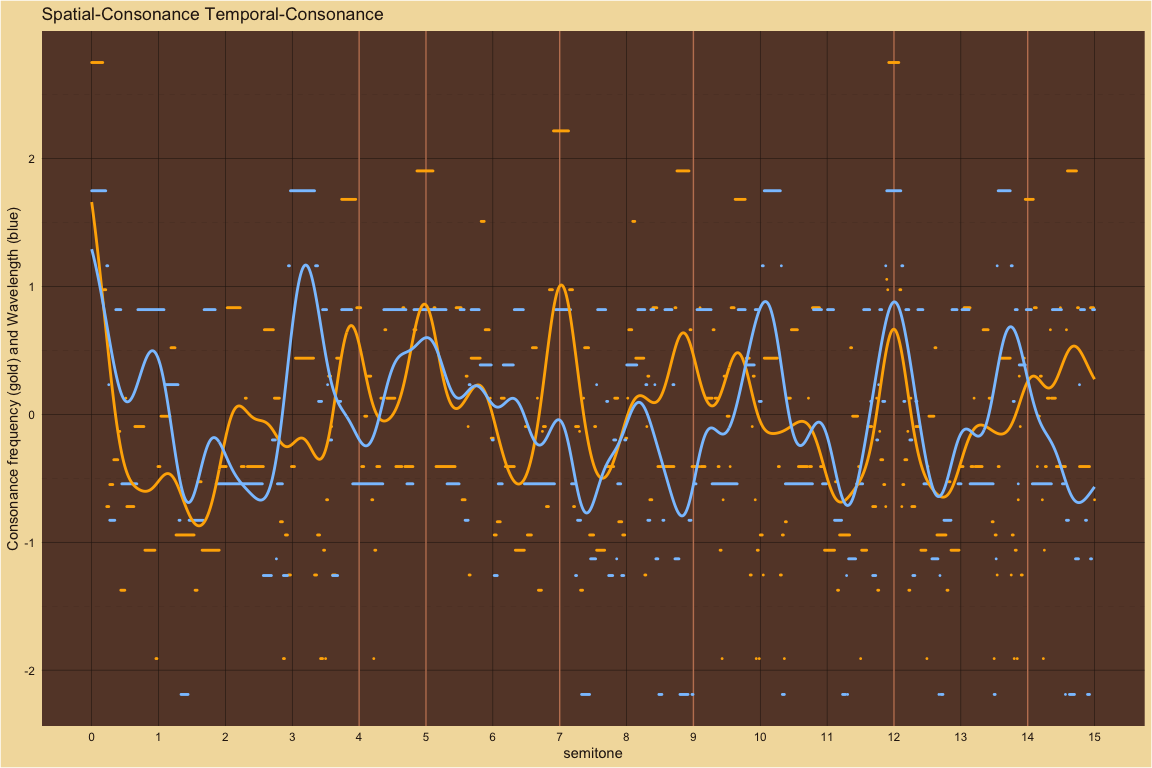 Spatial-Consonance Temporal-Consonance
Consonance frequency (gold) and Wavelength (blue)
2
1
0
-1
-2
0 1 2 3 4 5 6 7 8 9 10 11 12 13 14 15
semitone